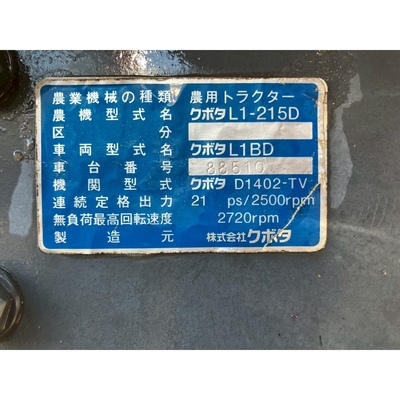 農業機械の種類 農用トラクター
農機型式名 クボタL1-215D
区分
車両型式名 クボタL1BD
車台番号 88510
機関型式 クボタ D1402-TV
連続定格出力 21 ps/2500rpm
無負荷最高回転速度 2720rpm
製造元 株式会社クボタ